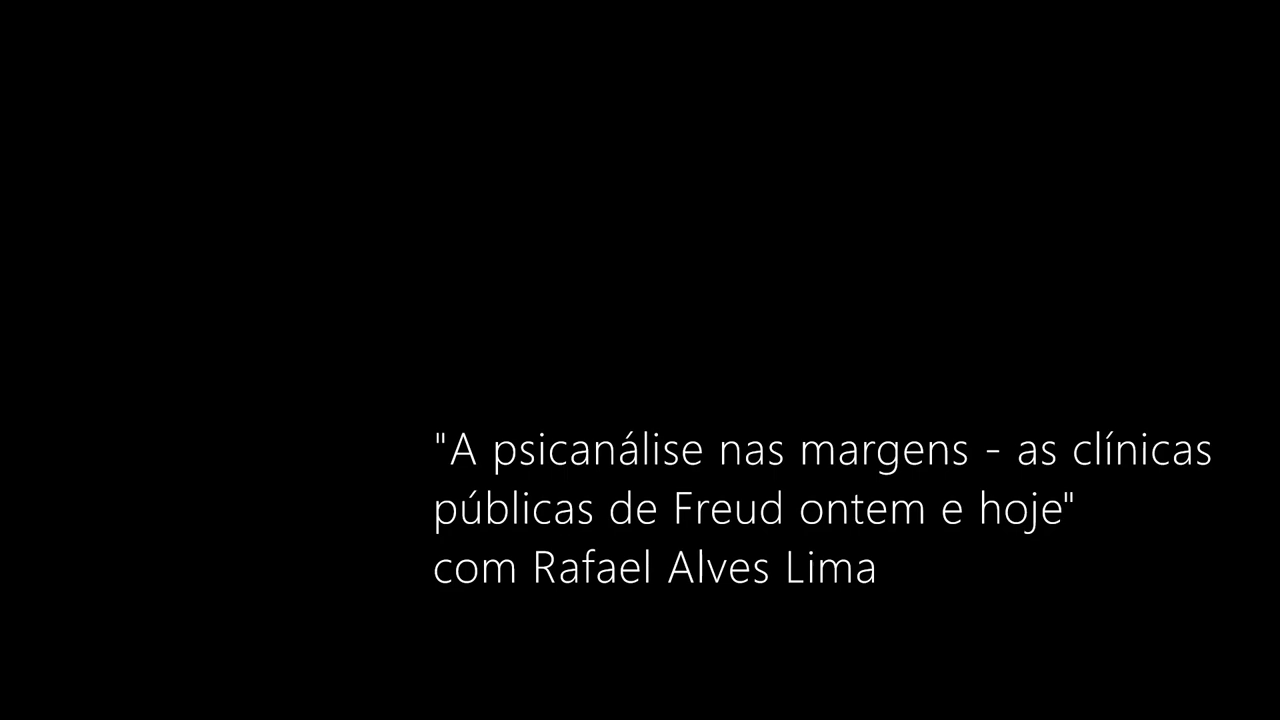 "A psicanálise nas margens - as clínicas
públicas de Freud ontem e hoje"
com Rafael Alves Lima